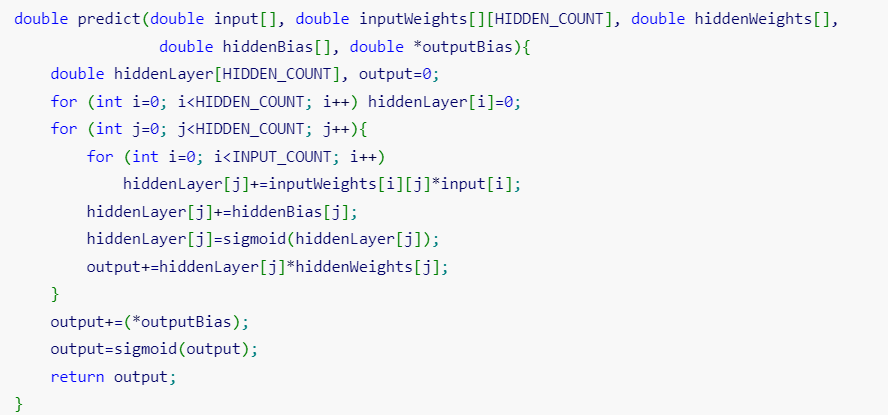 double predict(double input[], double inputWeights[][HIDDEN_COUNT], double hiddenWeights[],
                double hiddenBias[], double *outputBias){
    double hiddenLayer[HIDDEN_COUNT], output=0;
    for (int i=0; i<HIDDEN_COUNT; i++) hiddenLayer[i]=0;
    for (int j=0; j<HIDDEN_COUNT; j++){
        for (int i=0; i<INPUT_COUNT; i++)
            hiddenLayer[j]+=inputWeights[i][j]*input[i];
        hiddenLayer[j]+=hiddenBias[j];
        hiddenLayer[j]=sigmoid(hiddenLayer[j]);
        output+=hiddenLayer[j]*hiddenWeights[j];
    }
    output+=(*outputBias);
    output=sigmoid(output);
    return output;
}